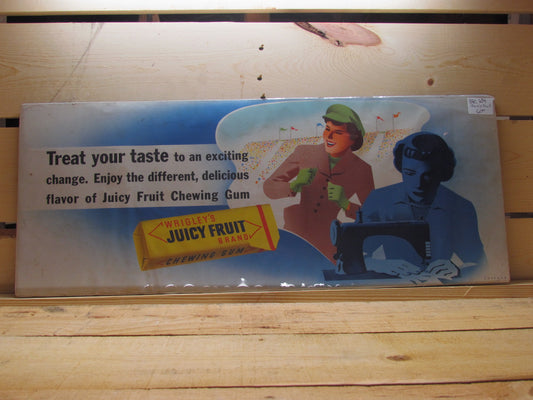 Treat your taste to an exciting
change. Enjoy the different, delicious
flavor of Juicy Fruit Chewing Gum
WRIGLEY'S
JUICY FRUIT
BRAND
CHEWING GUM